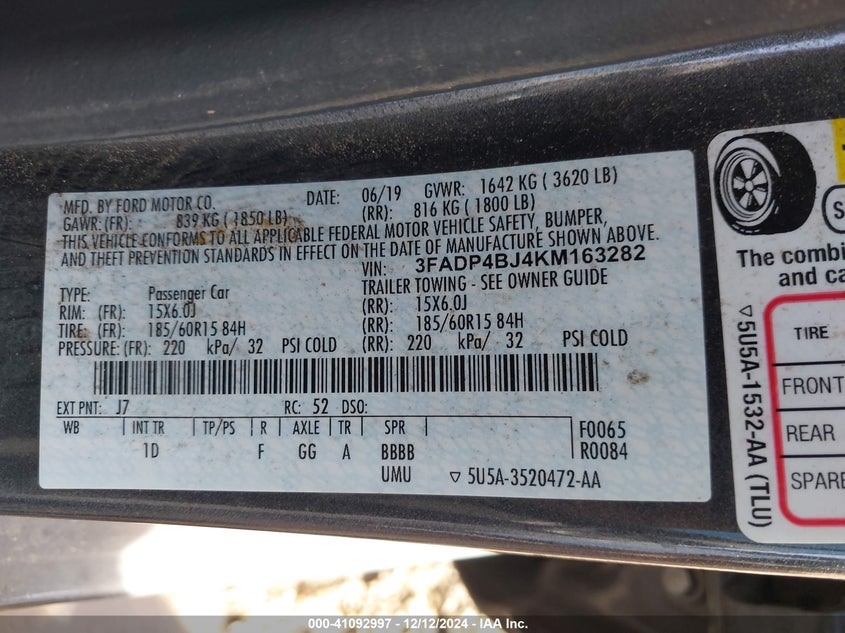 MFD. BY FORD MOTOR CO. DATE: 06/19 GVWR: 1642 KG ( 3620 LB)
GAWR: (FR): 839 KG ( 1850 LB) (RR): 816 KG ( 1800 LB)
THIS VEHICLE CONFORMS TO ALL APPLICABLE FEDERAL MOTOR VEHICLE SAFETY, BUMPER,
AND THEFT PREVENTION STANDARDS IN EFFECT ON THE DATE OF MANUFACTURE SHOWN ABOVE.
VIN: 3FADP4BJ4KM163282
TYPE: Passenger Car TRAILER TOWING - SEE OWNER GUIDE
RIM: (FR): 15X6.0J (RR): 15X6.0J
TIRE: (FR): 185/60R15 84H (RR): 185/60R15 84H
PRESSURE: (FR): 220 kPa/ 32 PSI COLD (RR): 220 kPa/ 32 PSI COLD
EXT PNT: J7 RC: 52 DSO:
WB INT TR TP/PS R AXLE TR SPR F0065
1D F GG A BBBB R0084
UMU ▽ 5U5A-3520472-AA
The combi
and ca
TIRE
FRONT
REAR
SPARE
▽5U5A-1532-AA (TLU)
000-41092997 - 12/12/2024 - IAA Inc.